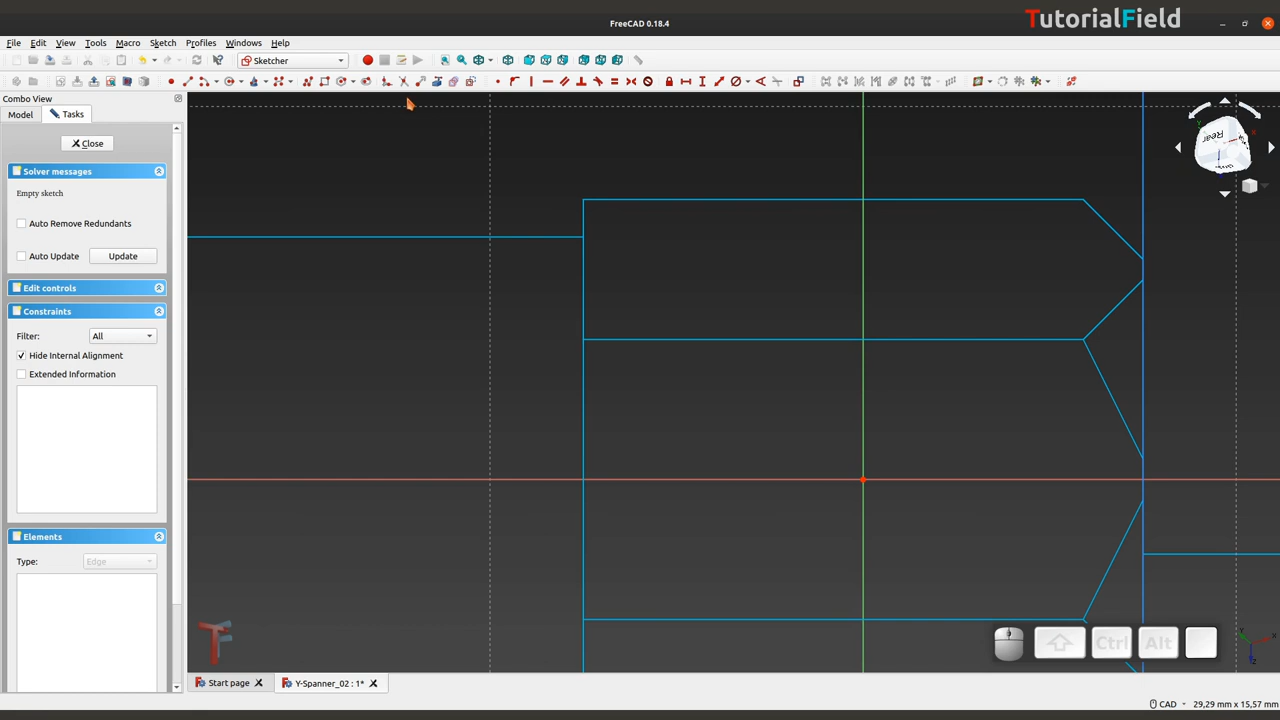 FreeCAD 0.18.4
TutorialField
File Edit View Tools Macro Sketch Profiles Windows Help
Sketcher
Combo View
Model Tasks
Close
Solver messages
Empty sketch
Auto Remove Redundants
Auto Update Update
Edit controls
Constraints
Filter: All
Hide Internal Alignment
Extended Information
Elements
Type: Edge
Rear
Ctrl Alt
Start page Y-Spanner_02 : 1*
CAD 29,29 mm x 15,57 mm